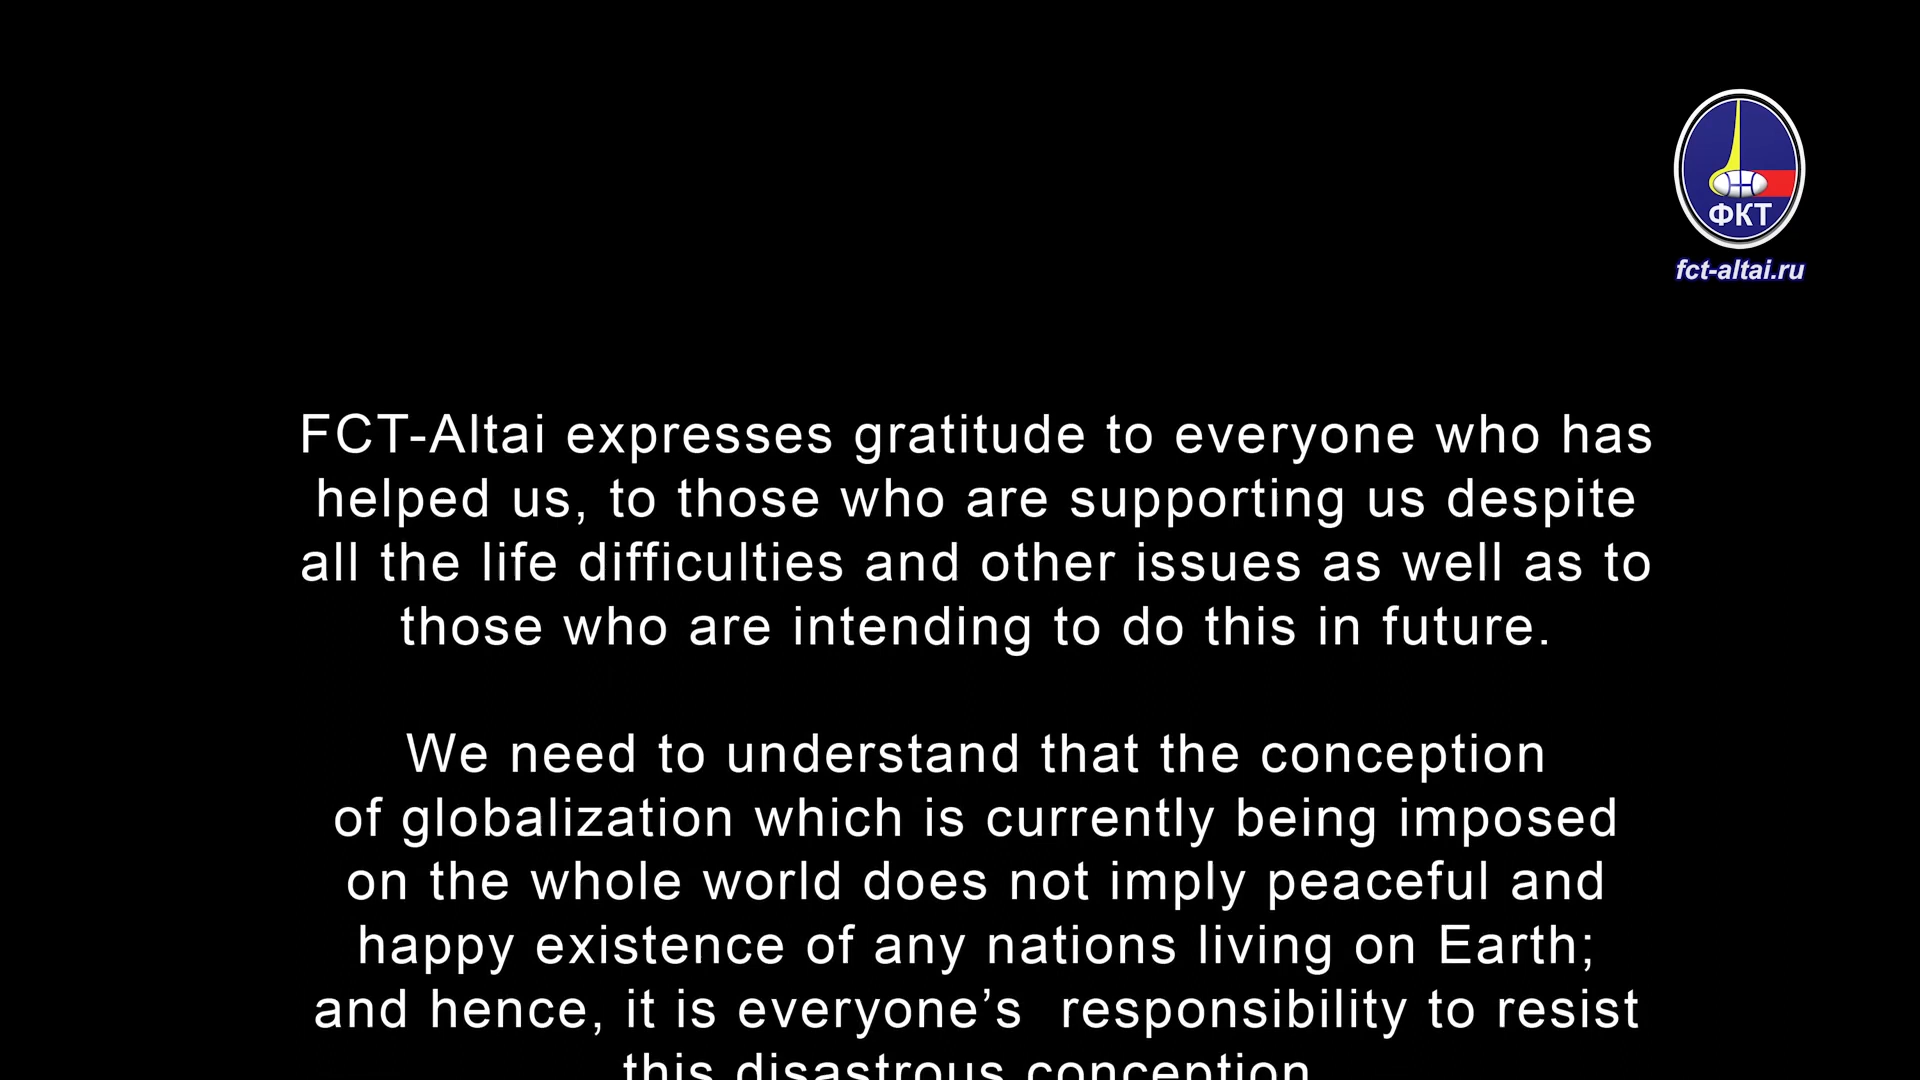 ФКТ
fct-altai.ru
FCT-Altai expresses gratitude to everyone who has
helped us, to those who are supporting us despite
all the life difficulties and other issues as well as to
those who are intending to do this in future.
We need to understand that the conception
of globalization which is currently being imposed
on the whole world does not imply peaceful and
happy existence of any nations living on Earth;
and hence, it is everyone’s  responsibility to resist
this disastrous conception